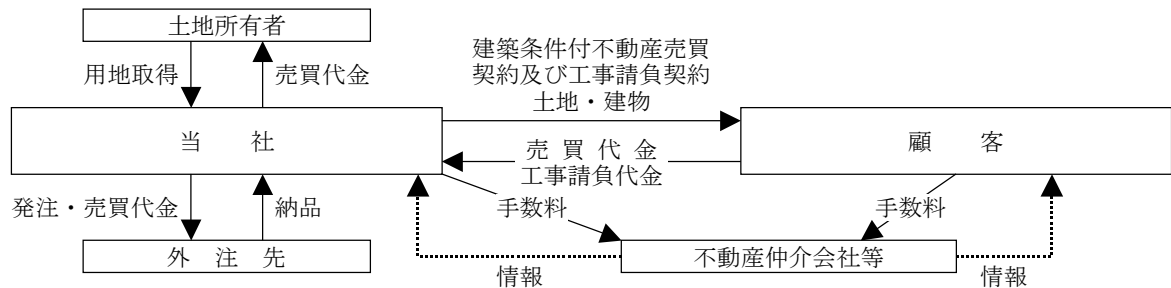 土地所有者
用地取得
売買代金
建築条件付不動産売買
契約及び工事請負契約
土地・建物
当 社
顧 客
売買代金
工事請負代金
発注・売買代金
納品
手数料
手数料
外注先
不動産仲介会社等
情報
情報